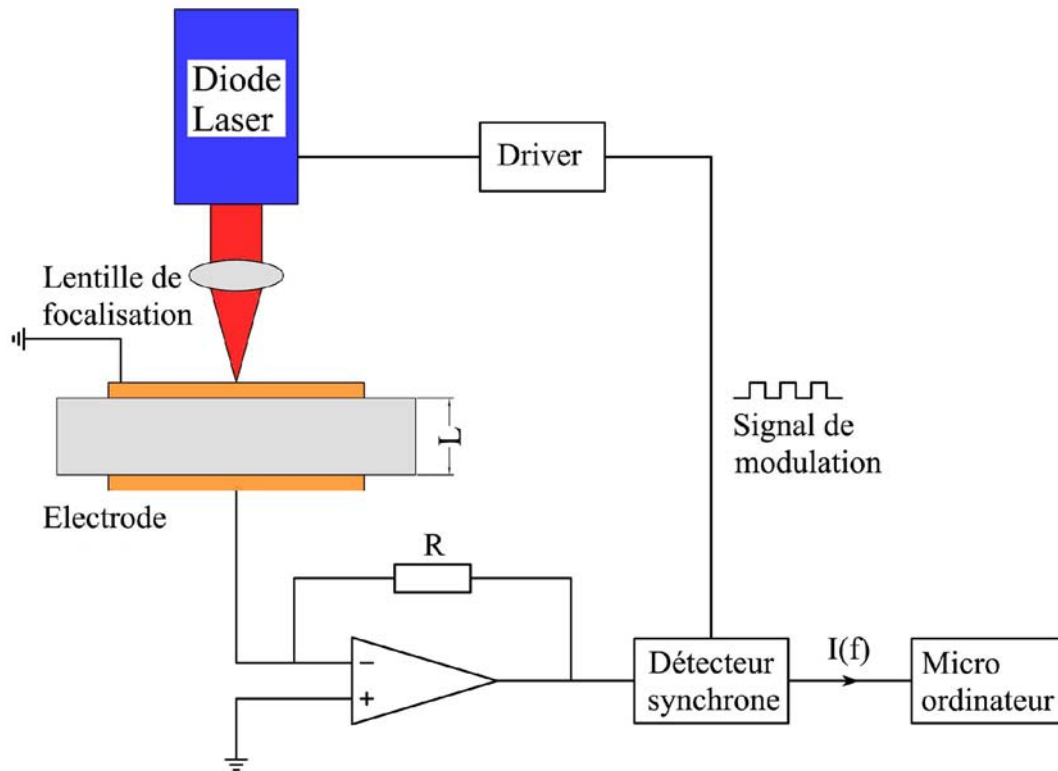 Diode
Laser
Driver
Lentille de
focalisation
L
Signal de
modulation
Electrode
R
−
+
Détecteur
synchrone
I(f)
Micro
ordinateur